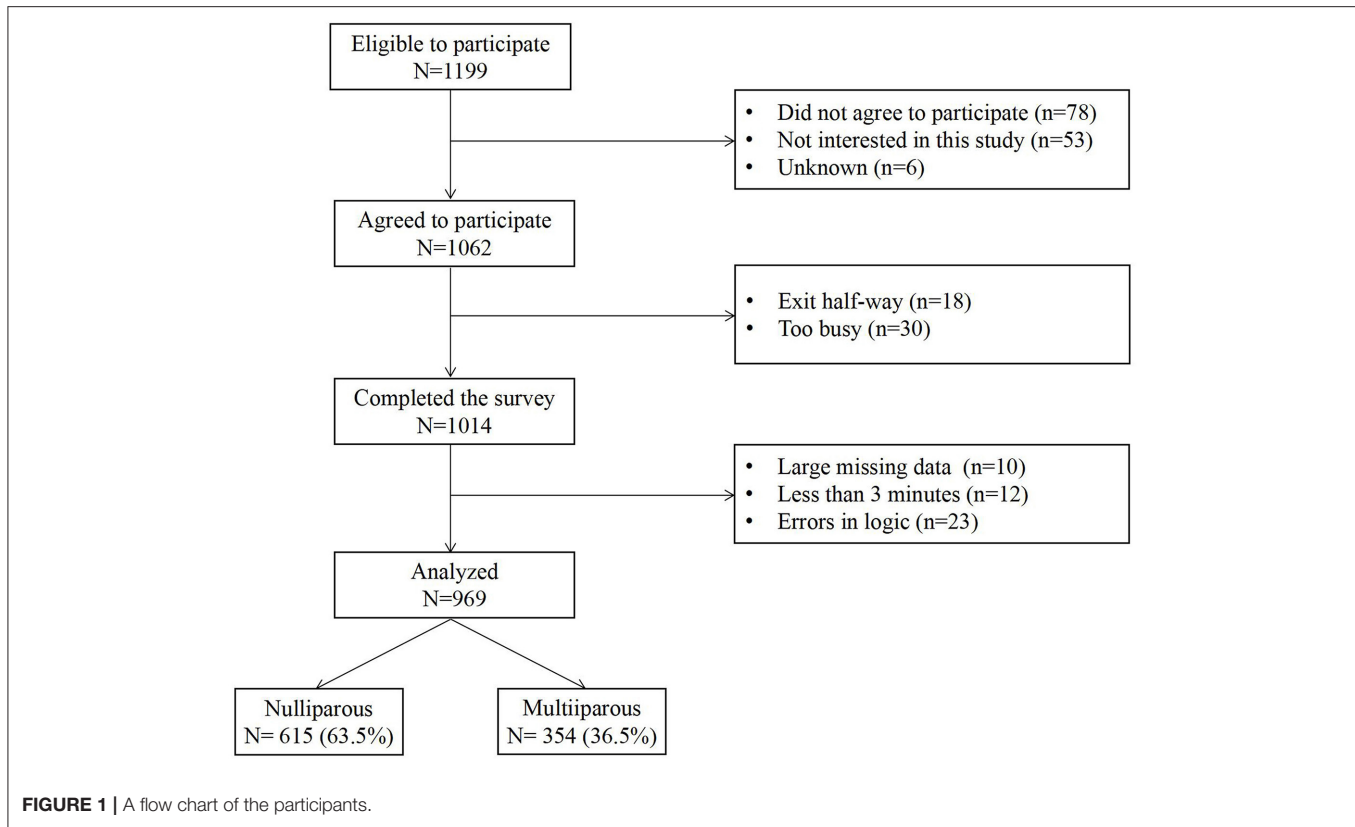 Eligible to participate
N=1199
• Did not agree to participate (n=78)
• Not interested in this study (n=53)
• Unknown (n=6)
Agreed to participate
N=1062
• Exit half-way (n=18)
• Too busy (n=30)
Completed the survey
N=1014
• Large missing data (n=10)
• Less than 3 minutes (n=12)
• Errors in logic (n=23)
Analyzed
N=969
Nulliparous
N= 615 (63.5%)
Multiiparous
N= 354 (36.5%)
FIGURE 1 | A flow chart of the participants.